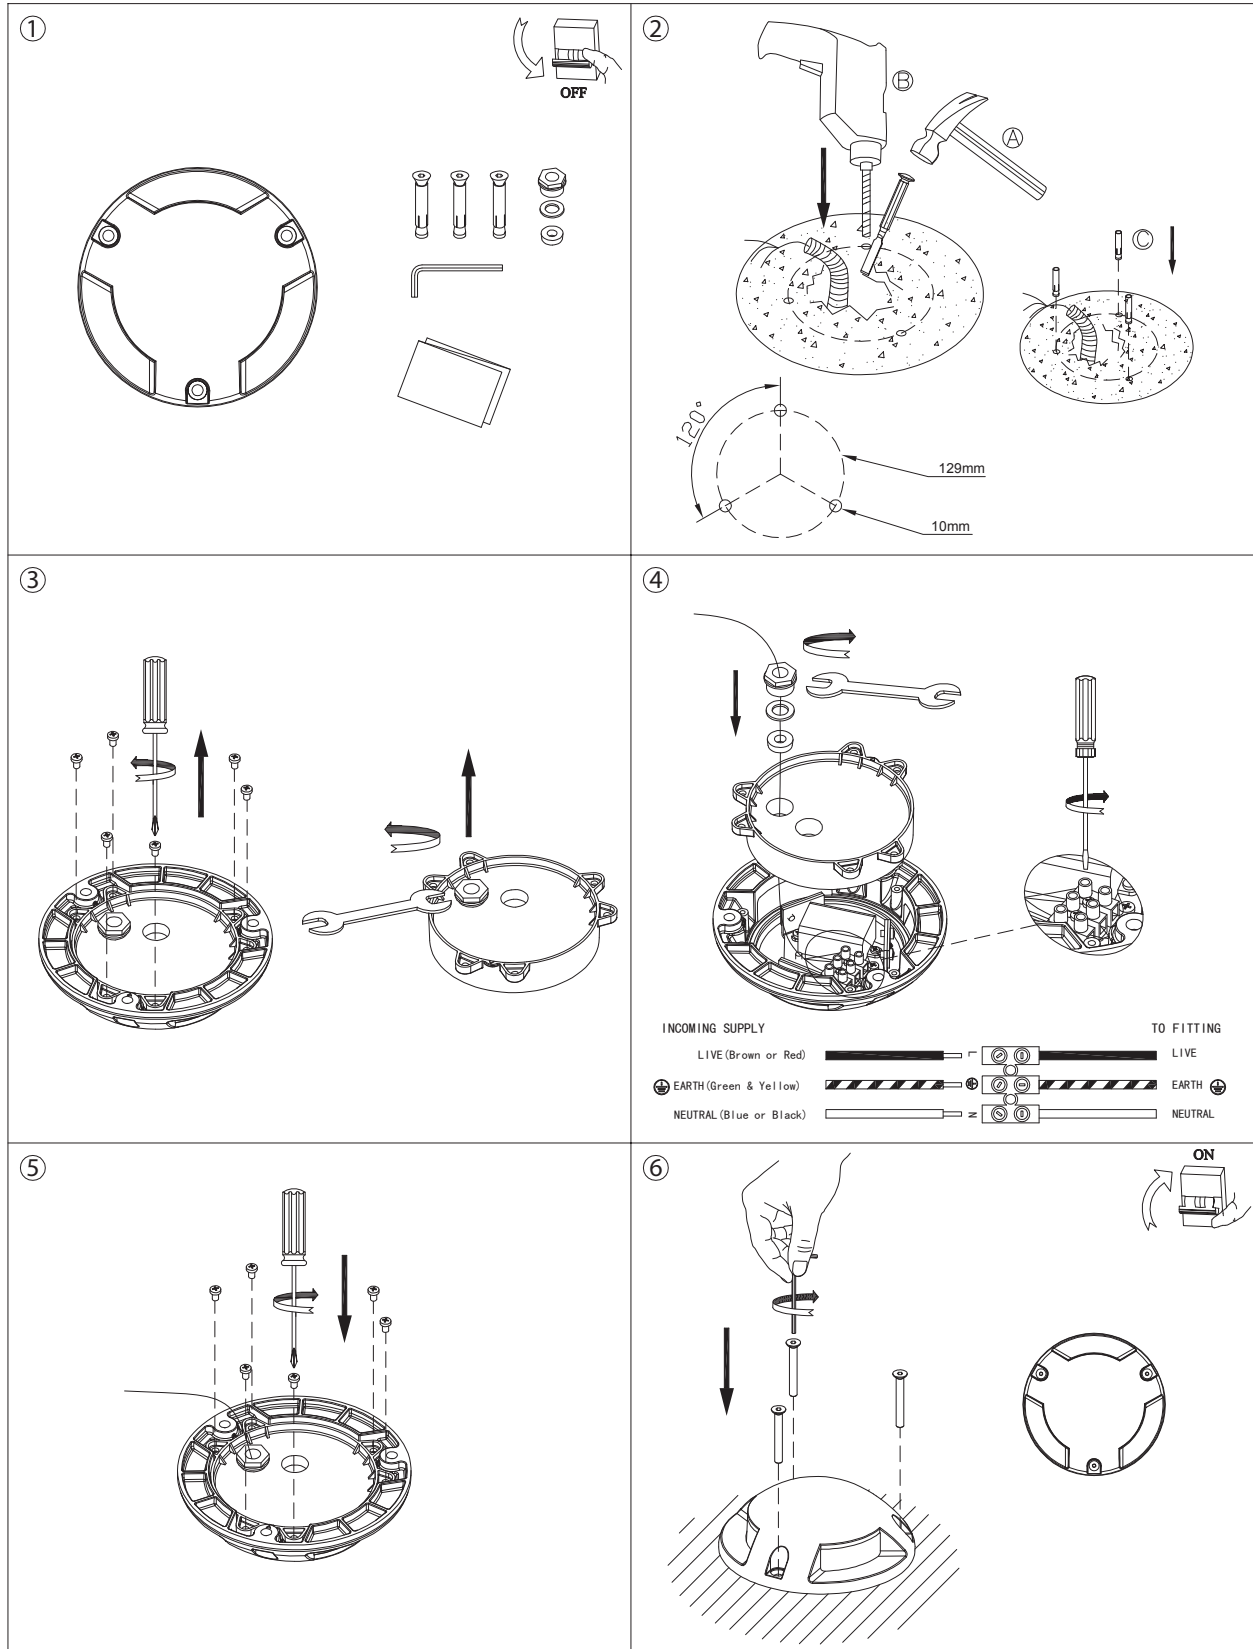 ①
OFF
②
B
A
C
120°
129mm
10mm
③
④
INCOMING SUPPLY
TO FITTING
LIVE(Brown or Red)
L
LIVE
EARTH(Green & Yellow)
EARTH
NEUTRAL(Blue or Black)
N
NEUTRAL
⑤
⑥
ON